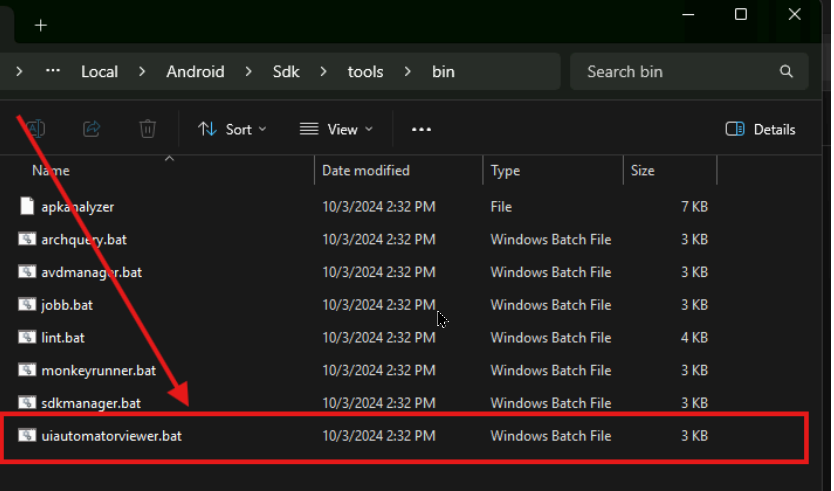 Local > Android > Sdk > tools > bin
Search bin
Sort
View
Details
Name Date modified Type Size
apkanalyzer 10/3/2024 2:32 PM File 7 KB
archquery.bat 10/3/2024 2:32 PM Windows Batch File 3 KB
avdmanager.bat 10/3/2024 2:32 PM Windows Batch File 3 KB
jobb.bat 10/3/2024 2:32 PM Windows Batch File 3 KB
lint.bat 10/3/2024 2:32 PM Windows Batch File 4 KB
monkeyrunner.bat 10/3/2024 2:32 PM Windows Batch File 3 KB
sdkmanager.bat 10/3/2024 2:32 PM Windows Batch File 3 KB
uiautomatorviewer.bat 10/3/2024 2:32 PM Windows Batch File 3 KB